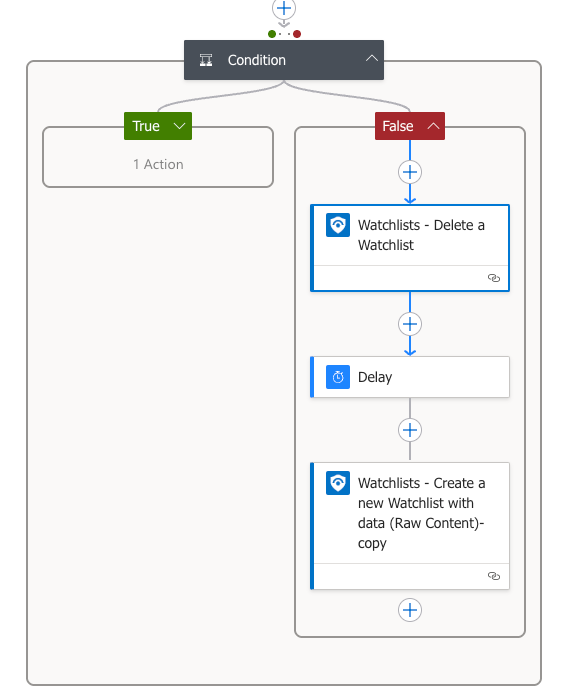 Condition
True
1 Action
False
Watchlists - Delete a
Watchlist
Delay
Watchlists - Create a
new Watchlist with
data (Raw Content)-
copy